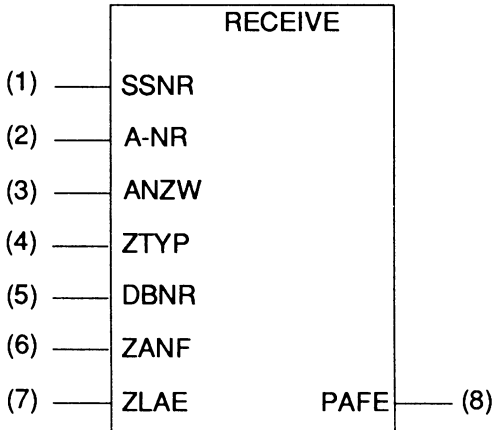 RECEIVE
(1) SSNR
(2) A-NR
(3) ANZW
(4) ZTYP
(5) DBNR
(6) ZANF
(7) ZLAE PAFE (8)